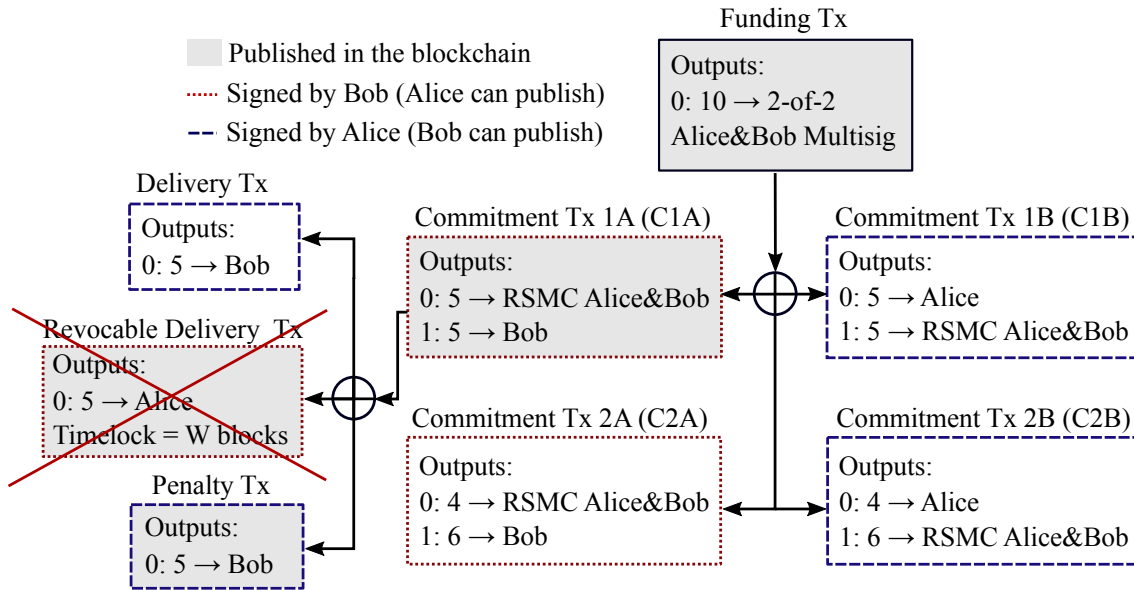 Funding Tx
Outputs:
0: 10 → 2-of-2
Alice&Bob Multisig
Published in the blockchain
Signed by Bob (Alice can publish)
Signed by Alice (Bob can publish)
Delivery Tx
Outputs:
0: 5 → Bob
Commitment Tx 1A (C1A)
Outputs:
0: 5 → RSMC Alice&Bob
1: 5 → Bob
Commitment Tx 1B (C1B)
Outputs:
0: 5 → Alice
1: 5 → RSMC Alice&Bob
Revocable Delivery Tx
Outputs:
0: 5 → Alice
Timelock = W blocks
Commitment Tx 2A (C2A)
Outputs:
0: 4 → RSMC Alice&Bob
1: 6 → Bob
Commitment Tx 2B (C2B)
Outputs:
0: 4 → Alice
1: 6 → RSMC Alice&Bob
Penalty Tx
Outputs:
0: 5 → Bob